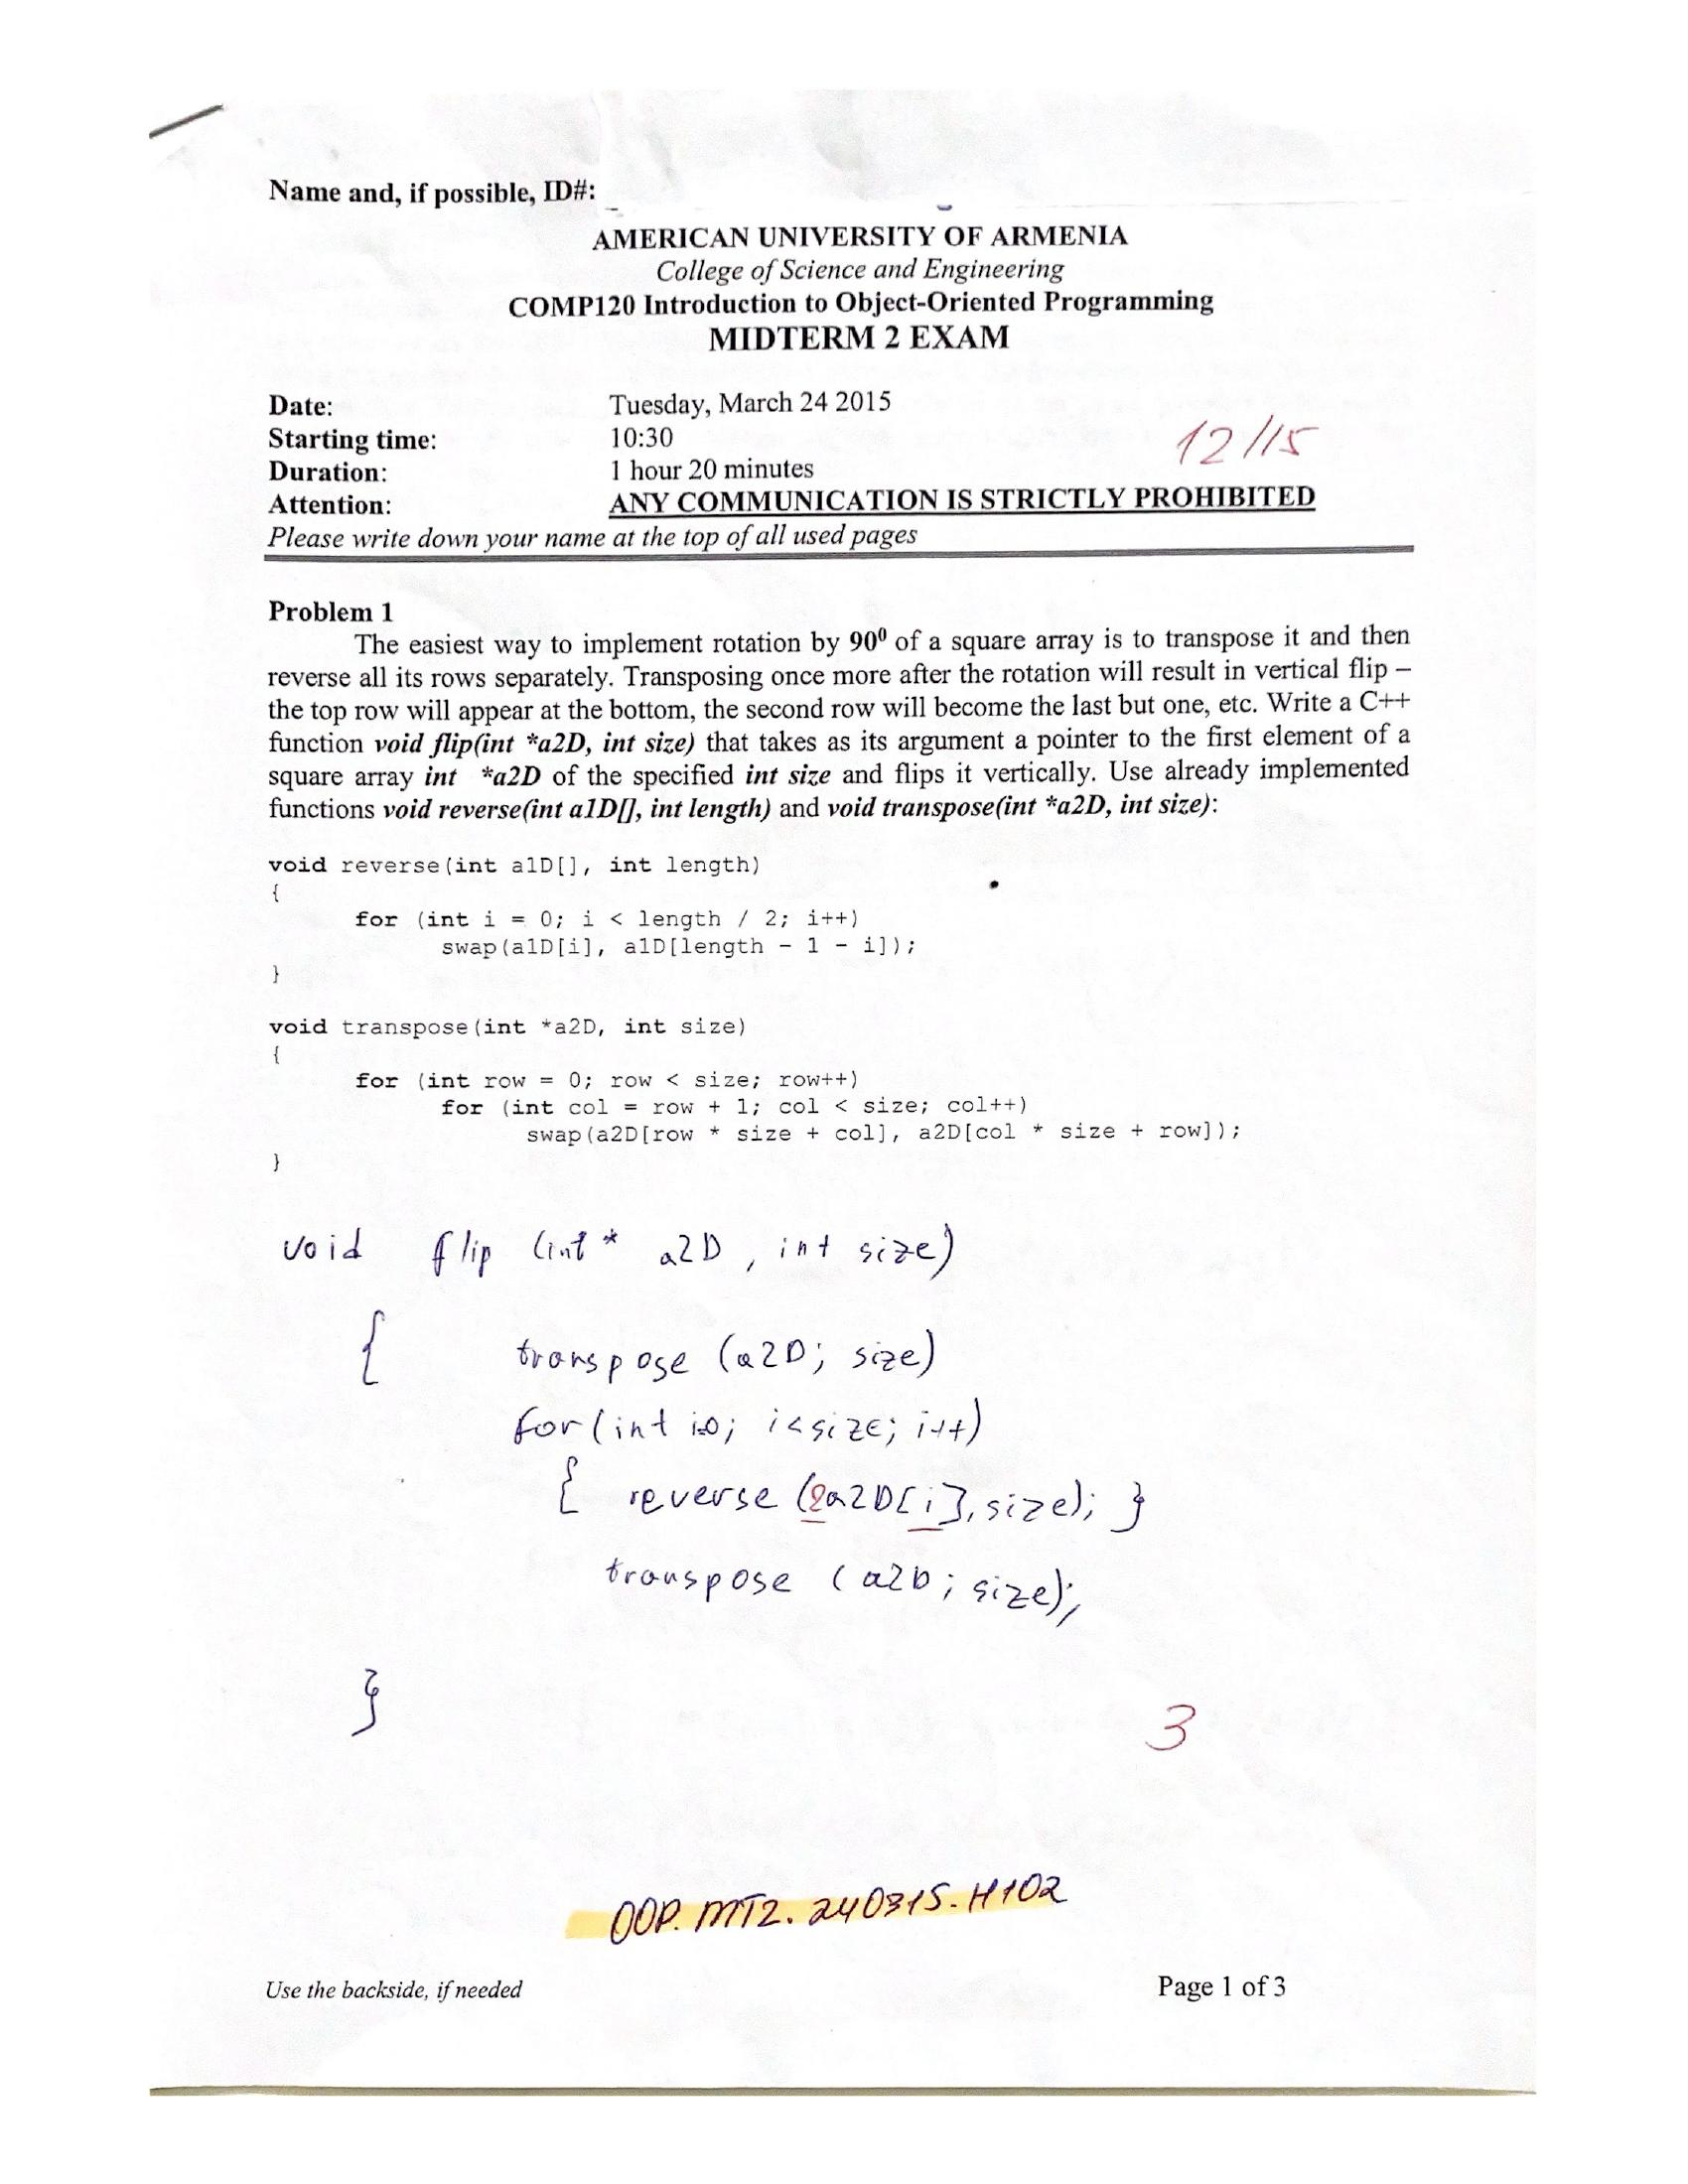 Name and, if possible, ID#:
AMERICAN UNIVERSITY OF ARMENIA
College of Science and Engineering
COMP120 Introduction to Object-Oriented Programming
MIDTERM 2 EXAM
Date: Tuesday, March 24 2015
Starting time: 10:30
12/15
Duration: 1 hour 20 minutes
Attention: ANY COMMUNICATION IS STRICTLY PROHIBITED
Please write down your name at the top of all used pages
Problem 1
The easiest way to implement rotation by 90⁰ of a square array is to transpose it and then
reverse all its rows separately. Transposing once more after the rotation will result in vertical flip –
the top row will appear at the bottom, the second row will become the last but one, etc. Write a C++
function void flip(int *a2D, int size) that takes as its argument a pointer to the first element of a
square array int *a2D of the specified int size and flips it vertically. Use already implemented
functions void reverse(int a1D[], int length) and void transpose(int *a2D, int size):
void reverse(int a1D[], int length)
{
for (int i = 0; i < length / 2; i++)
swap(a1D[i], a1D[length - 1 - i]);
}
void transpose(int *a2D, int size)
{
for (int row = 0; row < size; row++)
for (int col = row + 1; col < size; col++)
swap(a2D[row * size + col], a2D[col * size + row]);
}
void flip (int * a2D , int size)
{ transpose (a2D; size)
for(int i=0; i<size; i++)
{ reverse (&a2D[i], size); }
transpose (a2D; size);
}
3
OOP. MT2. 240315. H102
Use the backside, if needed Page 1 of 3